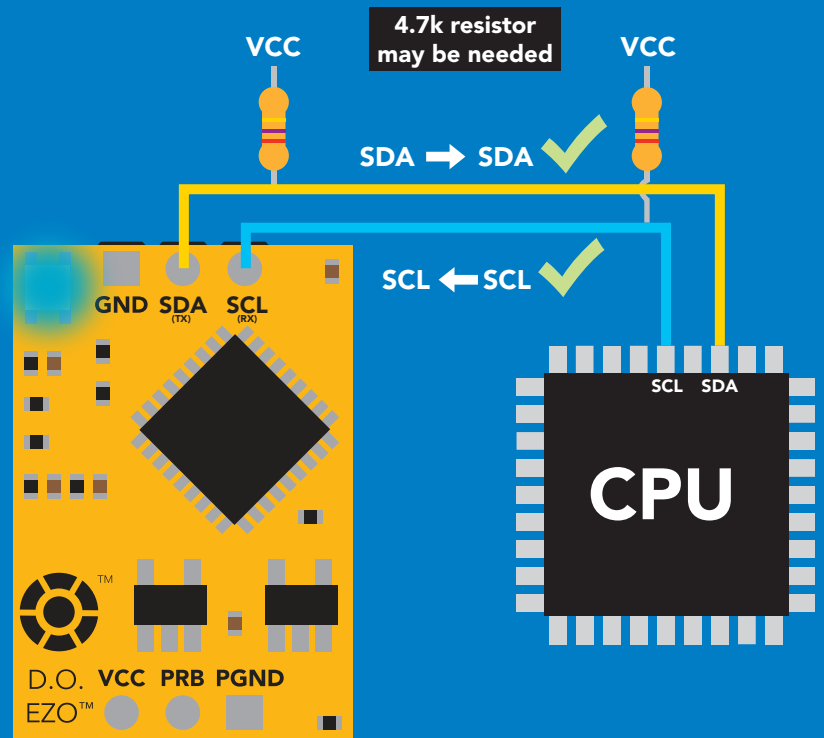 4.7k resistor
may be needed
VCC
VCC
SDA ➡ SDA
SCL ⬅ SCL
GND SDA SCL
(TX) (RX)
SCL SDA
CPU
TM
D.O. VCC PRB PGND
EZO™